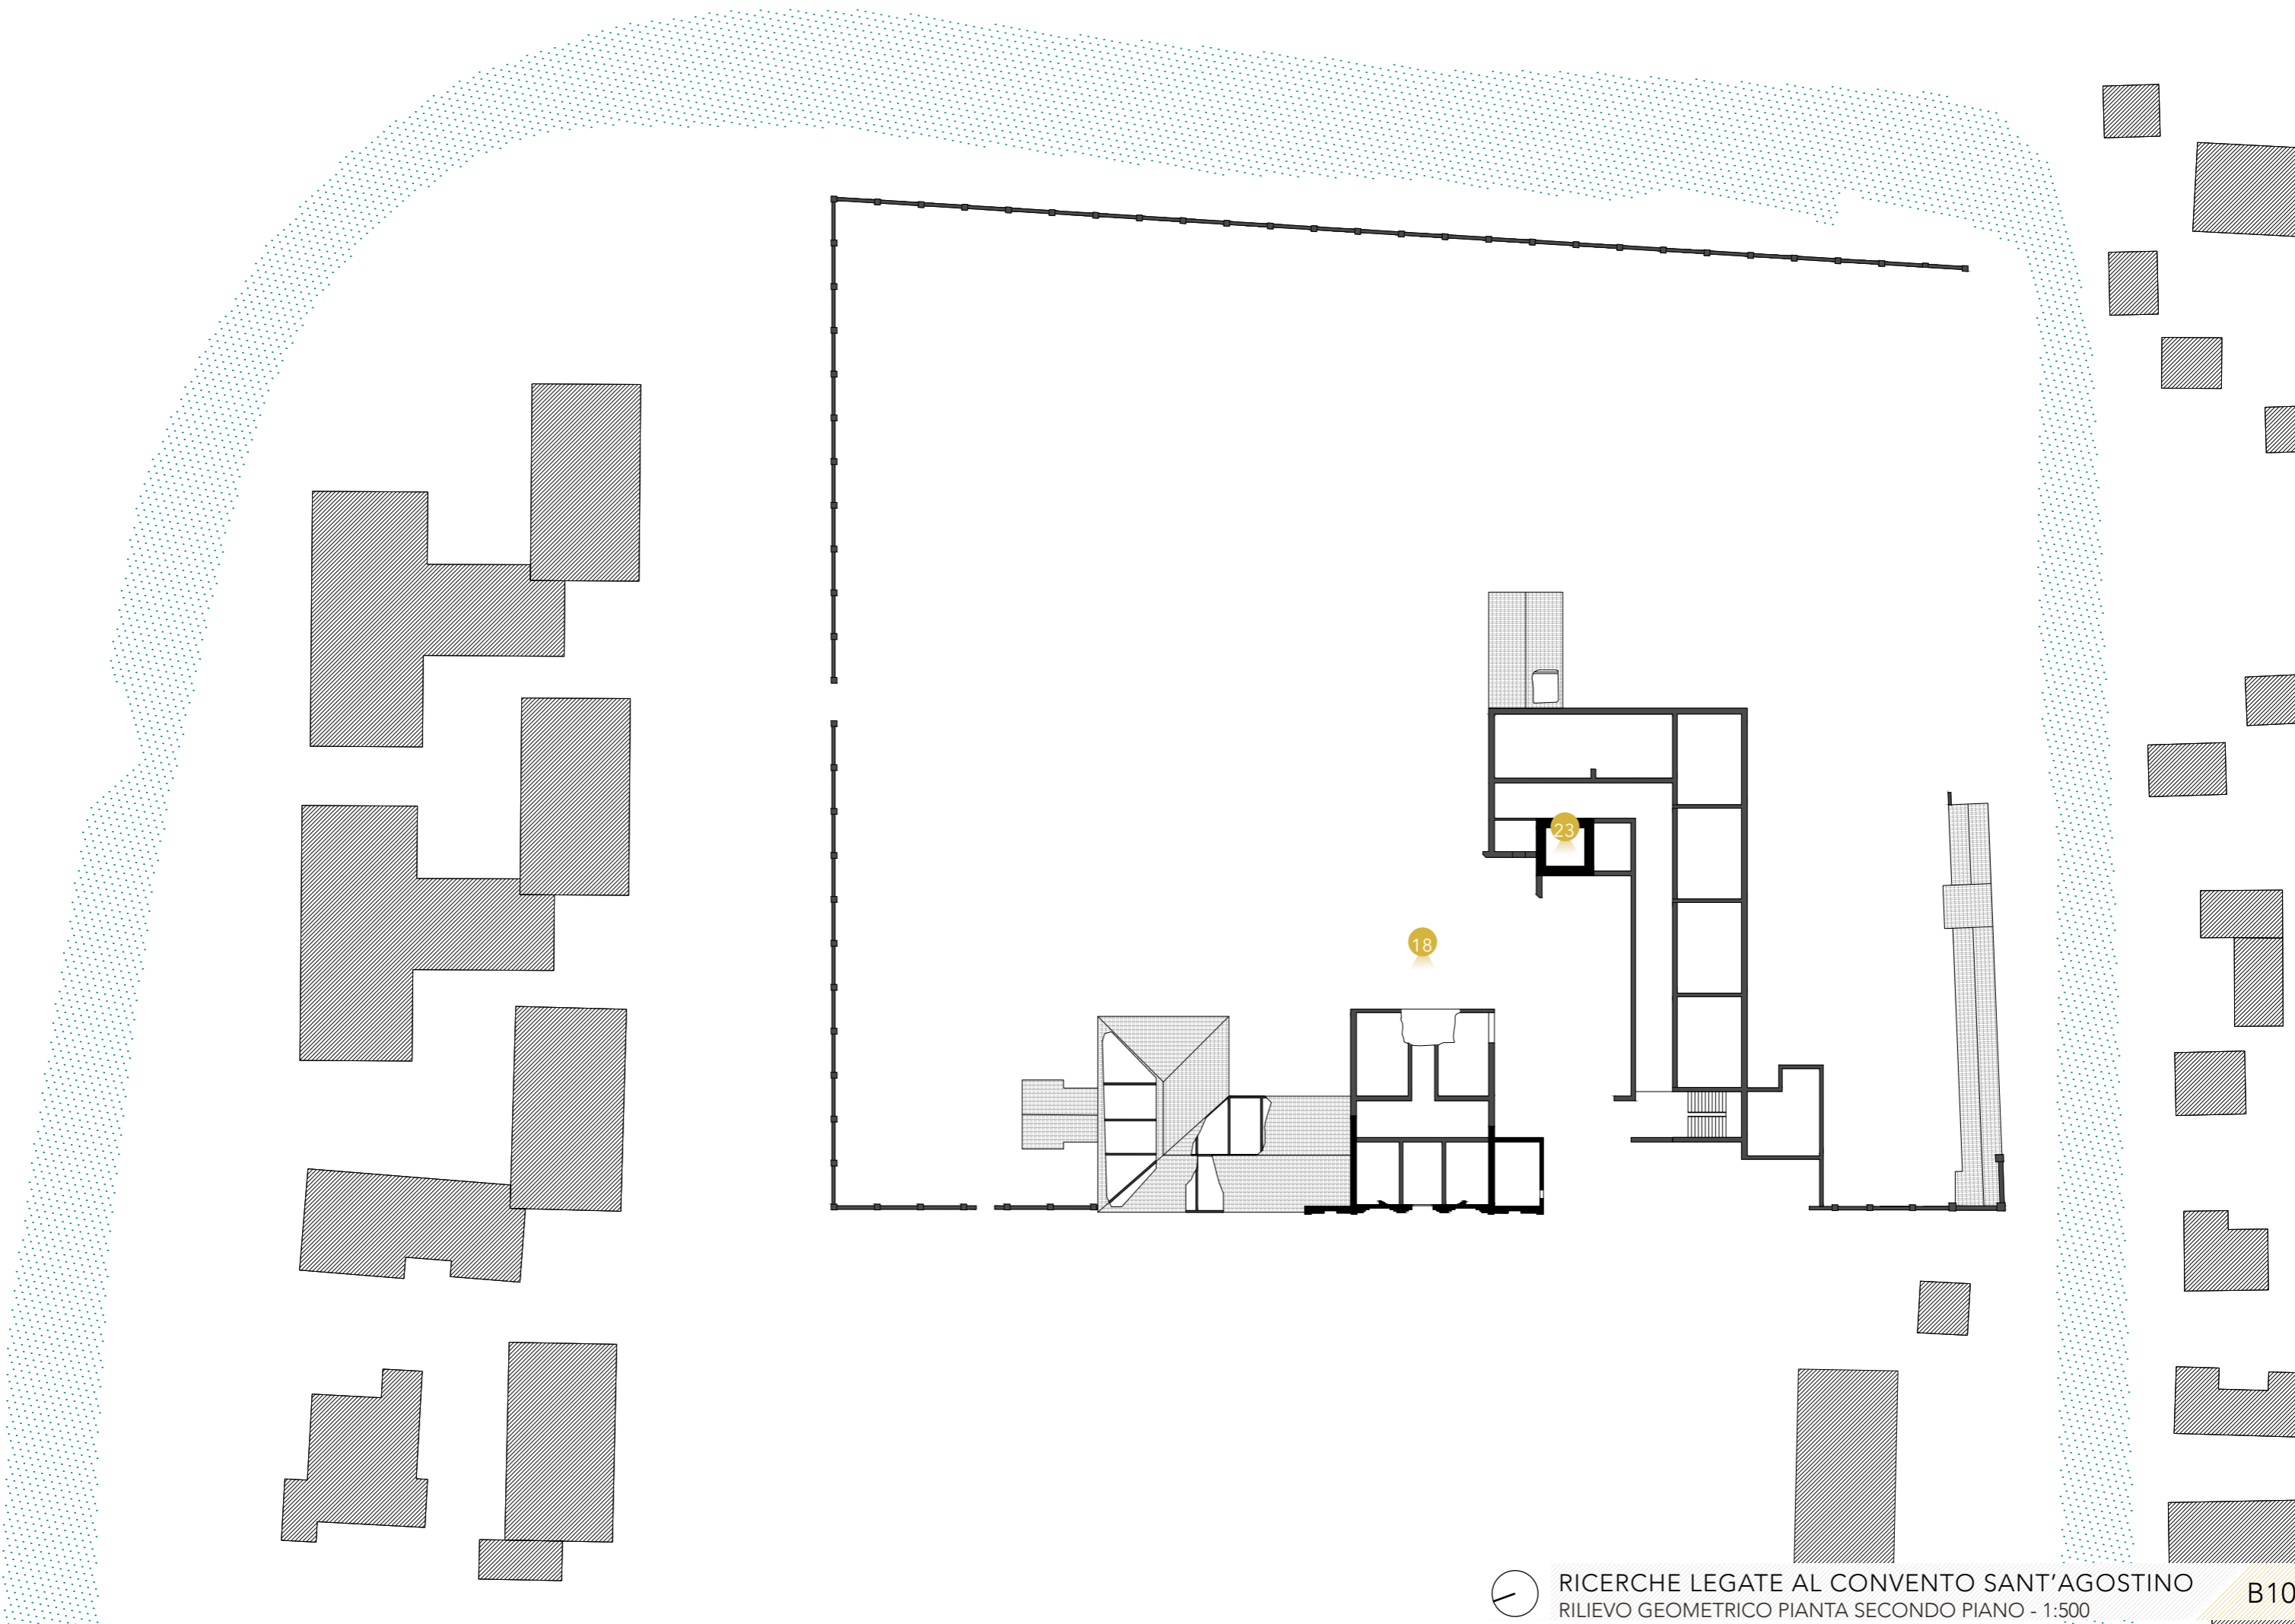 23
18
RICERCHE LEGATE AL CONVENTO SANT'AGOSTINO
RILIEVO GEOMETRICO PIANTA SECONDO PIANO - 1:500
B10